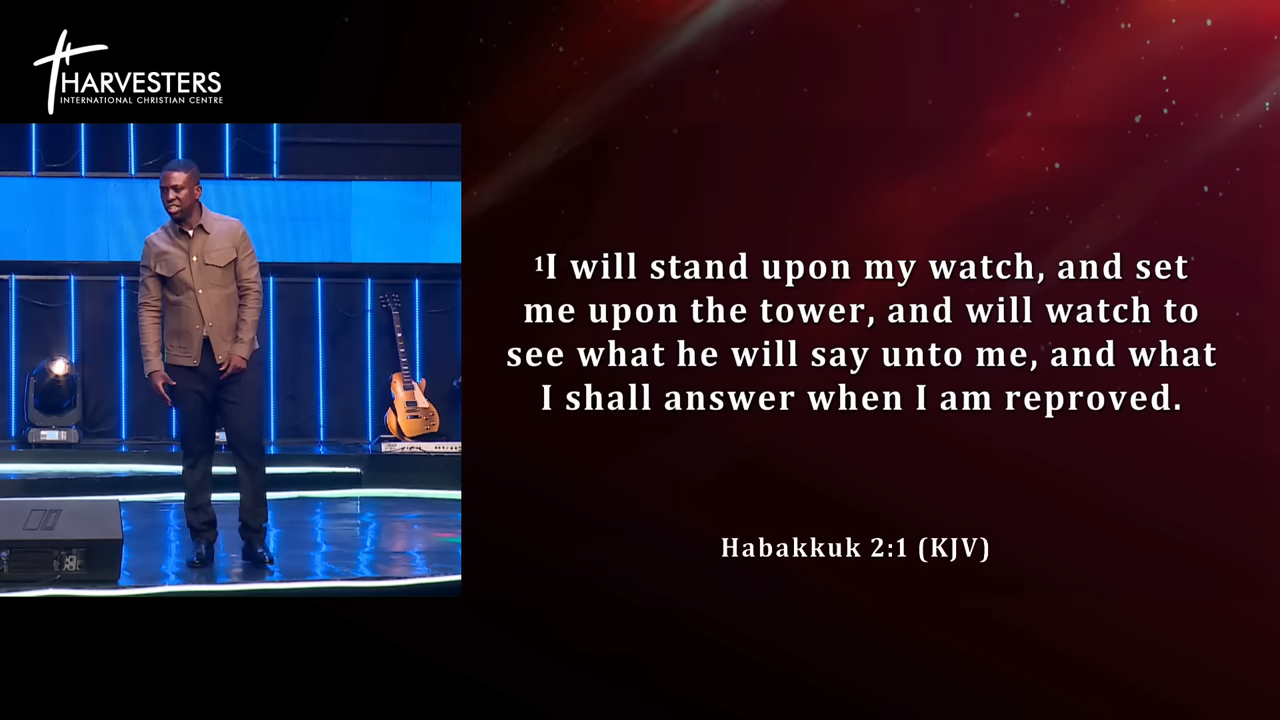 HARVESTERS
INTERNATIONAL CHRISTIAN CENTRE
¹I will stand upon my watch, and set
me upon the tower, and will watch to
see what he will say unto me, and what
I shall answer when I am reproved.
Habakkuk 2:1 (KJV)